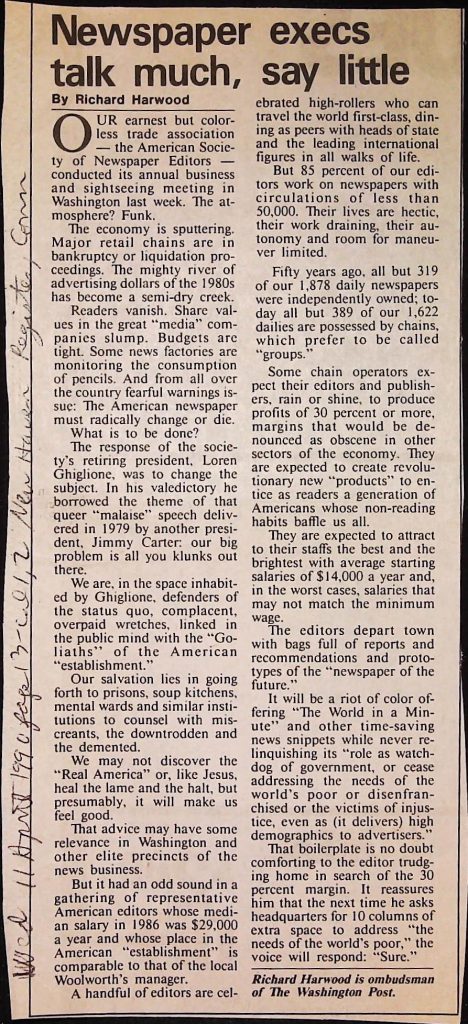 Newspaper execs
talk much, say little
By Richard Harwood
OUR earnest but color-
less trade association
— the American Socie-
ty of Newspaper Editors —
conducted its annual business
and sightseeing meeting in
Washington last week. The at-
mosphere? Funk.
The economy is sputtering.
Major retail chains are in
bankruptcy or liquidation pro-
ceedings. The mighty river of
advertising dollars of the 1980s
has become a semi-dry creek.
Readers vanish. Share val-
ues in the great “media” com-
panies slump. Budgets are
tight. Some news factories are
monitoring the consumption
of pencils. And from all over
the country fearful warnings is-
sue: The American newspaper
must radically change or die.
What is to be done?
The response of the socie-
ty's retiring president, Loren
Ghiglione, was to change the
subject. In his valedictory he
borrowed the theme of that
queer “malaise” speech deliv-
ered in 1979 by another presi-
dent, Jimmy Carter: our big
problem is all you klunks out
there.
We are, in the space inhabit-
ed by Ghiglione, defenders of
the status quo, complacent,
overpaid wretches, linked in
the public mind with the “Go-
liaths” of the American
“establishment.”
Our salvation lies in going
forth to prisons, soup kitchens,
mental wards and similar insti-
tutions to counsel with mis-
creants, the downtrodden and
the demented.
We may not discover the
“Real America” or, like Jesus,
heal the lame and the halt, but
presumably, it will make us
feel good.
That advice may have some
relevance in Washington and
other elite precincts of the
news business.
But it had an odd sound in a
gathering of representative
American editors whose medi-
an salary in 1986 was $29,000
a year and whose place in the
American “establishment” is
comparable to that of the local
Woolworth's manager.
A handful of editors are cel-
ebrated high-rollers who can
travel the world first-class, din-
ing as peers with heads of state
and the leading international
figures in all walks of life.
But 85 percent of our edi-
tors work on newspapers with
circulations of less than
50,000. Their lives are hectic,
their work draining, their au-
tonomy and room for maneu-
ver limited.
Fifty years ago, all but 319
of our 1,878 daily newspapers
were independently owned; to-
day all but 389 of our 1,622
dailies are possessed by chains,
which prefer to be called
“groups.”
Some chain operators ex-
pect their editors and publish-
ers, rain or shine, to produce
profits of 30 percent or more,
margins that would be de-
nounced as obscene in other
sectors of the economy. They
are expected to create revolu-
tionary new “products” to en-
tice as readers a generation of
Americans whose non-reading
habits baffle us all.
They are expected to attract
to their staffs the best and the
brightest with average starting
salaries of $14,000 a year and,
in the worst cases, salaries that
may not match the minimum
wage.
The editors depart town
with bags full of reports and
recommendations and proto-
types of the “newspaper of the
future.”
It will be a riot of color of-
fering “The World in a Min-
ute” and other time-saving
news snippets while never re-
linquishing its “role as watch-
dog of government, or cease
addressing the needs of the
world's poor or disenfran-
chised or the victims of injus-
tice, even as (it delivers) high
demographics to advertisers.”
That boilerplate is no doubt
comforting to the editor trudg-
ing home in search of the 30
percent margin. It reassures
him that the next time he asks
headquarters for 10 columns of
extra space to address “the
needs of the world's poor,” the
voice will respond: “Sure.”
Richard Harwood is ombudsman
of The Washington Post.
Wed 11 April 1990 page 13 - col 1, 2 New Haven Register, Conn